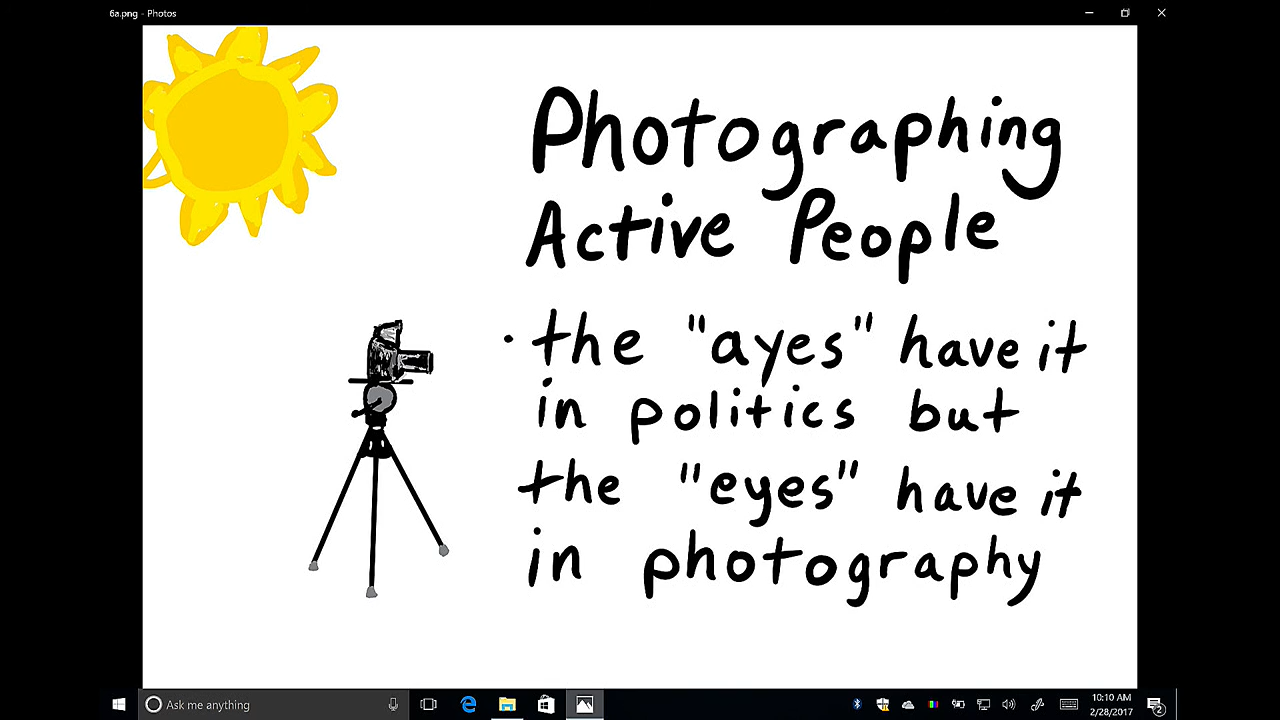 6a.png - Photos
Photographing
Active People
· the "ayes" have it
in politics but
the "eyes" have it
in photography
Ask me anything
10:10 AM
2/28/2017
2